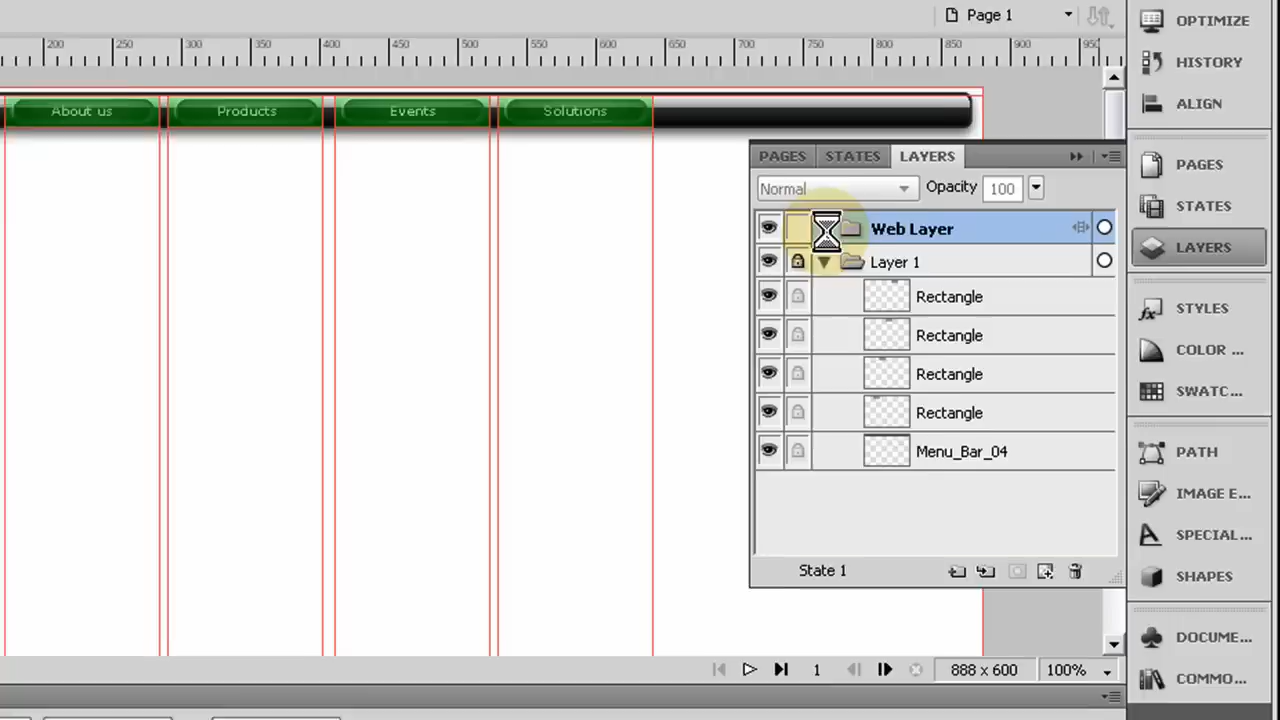 Page 1
OPTIMIZE
200 250 300 350 400 450 500 550 600 650 700 750 800 850 900 950
HISTORY
ALIGN
About us Products Events Solutions
PAGES STATES LAYERS
PAGES
Normal Opacity 100
STATES
Web Layer
LAYERS
Layer 1
Rectangle
STYLES
Rectangle
COLOR ...
Rectangle
SWATC...
Rectangle
Menu_Bar_04
PATH
IMAGE E...
SPECIAL...
State 1
SHAPES
DOCUME...
1 888 x 600 100%
COMMO...